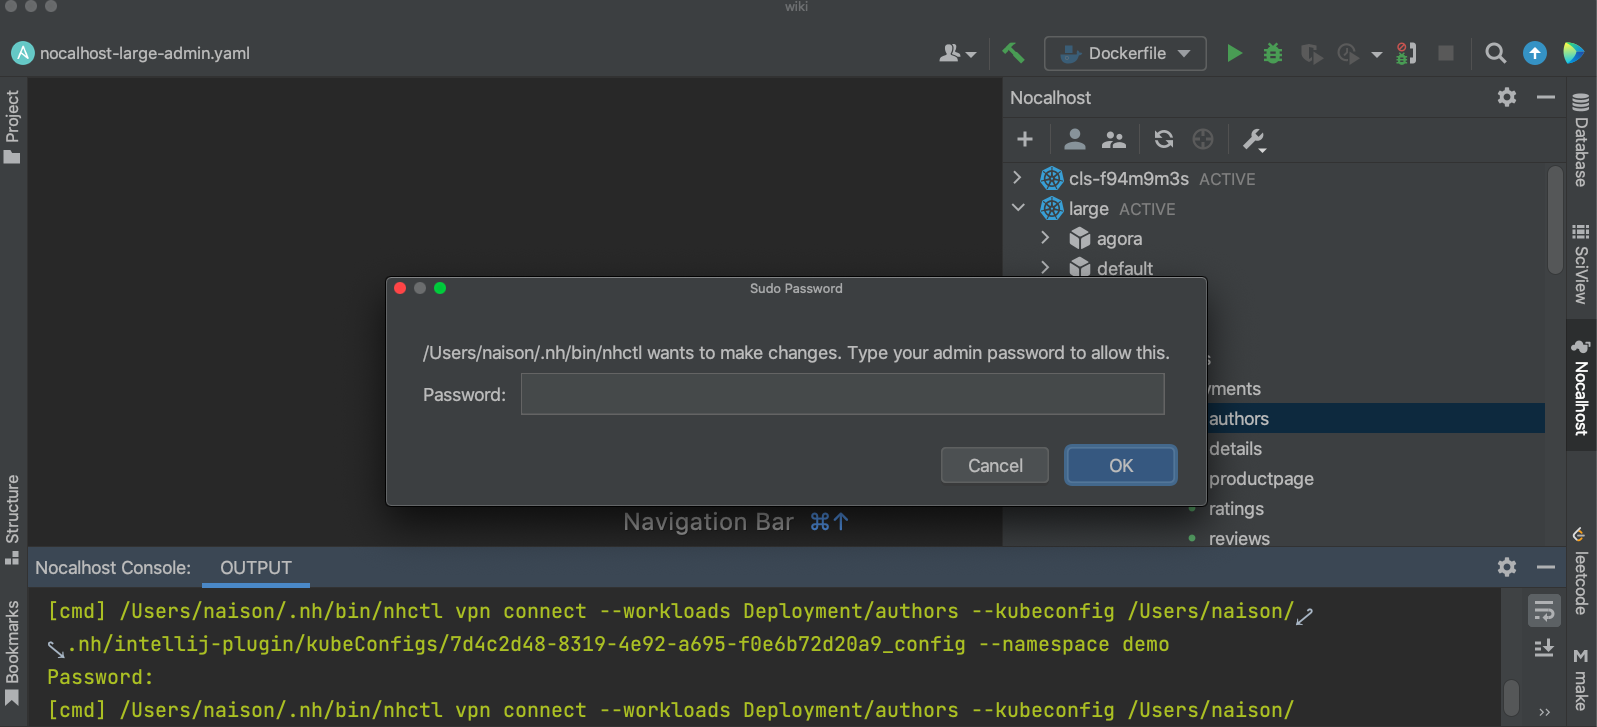 wiki
nocalhost-large-admin.yaml
Dockerfile
Project
Nocalhost
cls-f94m9m3s ACTIVE
large ACTIVE
agora
default
Sudo Password
/Users/naison/.nh/bin/nhctl wants to make changes. Type your admin password to allow this.
Password:
Cancel
OK
s
yments
authors
details
productpage
ratings
reviews
Navigation Bar ⌘↑
Database
SciView
Nocalhost
leetcode
make
Structure
Bookmarks
Nocalhost Console: OUTPUT
[cmd] /Users/naison/.nh/bin/nhctl vpn connect --workloads Deployment/authors --kubeconfig /Users/naison/
.nh/intellij-plugin/kubeConfigs/7d4c2d48-8319-4e92-a695-f0e6b72d20a9_config --namespace demo
Password:
[cmd] /Users/naison/.nh/bin/nhctl vpn connect --workloads Deployment/authors --kubeconfig /Users/naison/